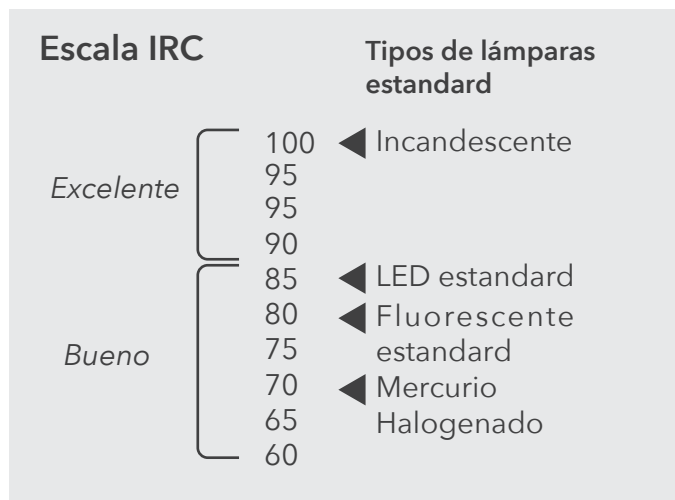 Escala IRC
Tipos de lámparas
estandard
100 Incandescente
95
Excelente
95
90
85 LED estandard
80 Fluorescente
75 estandard
Bueno
70 Mercurio
65 Halogenado
60